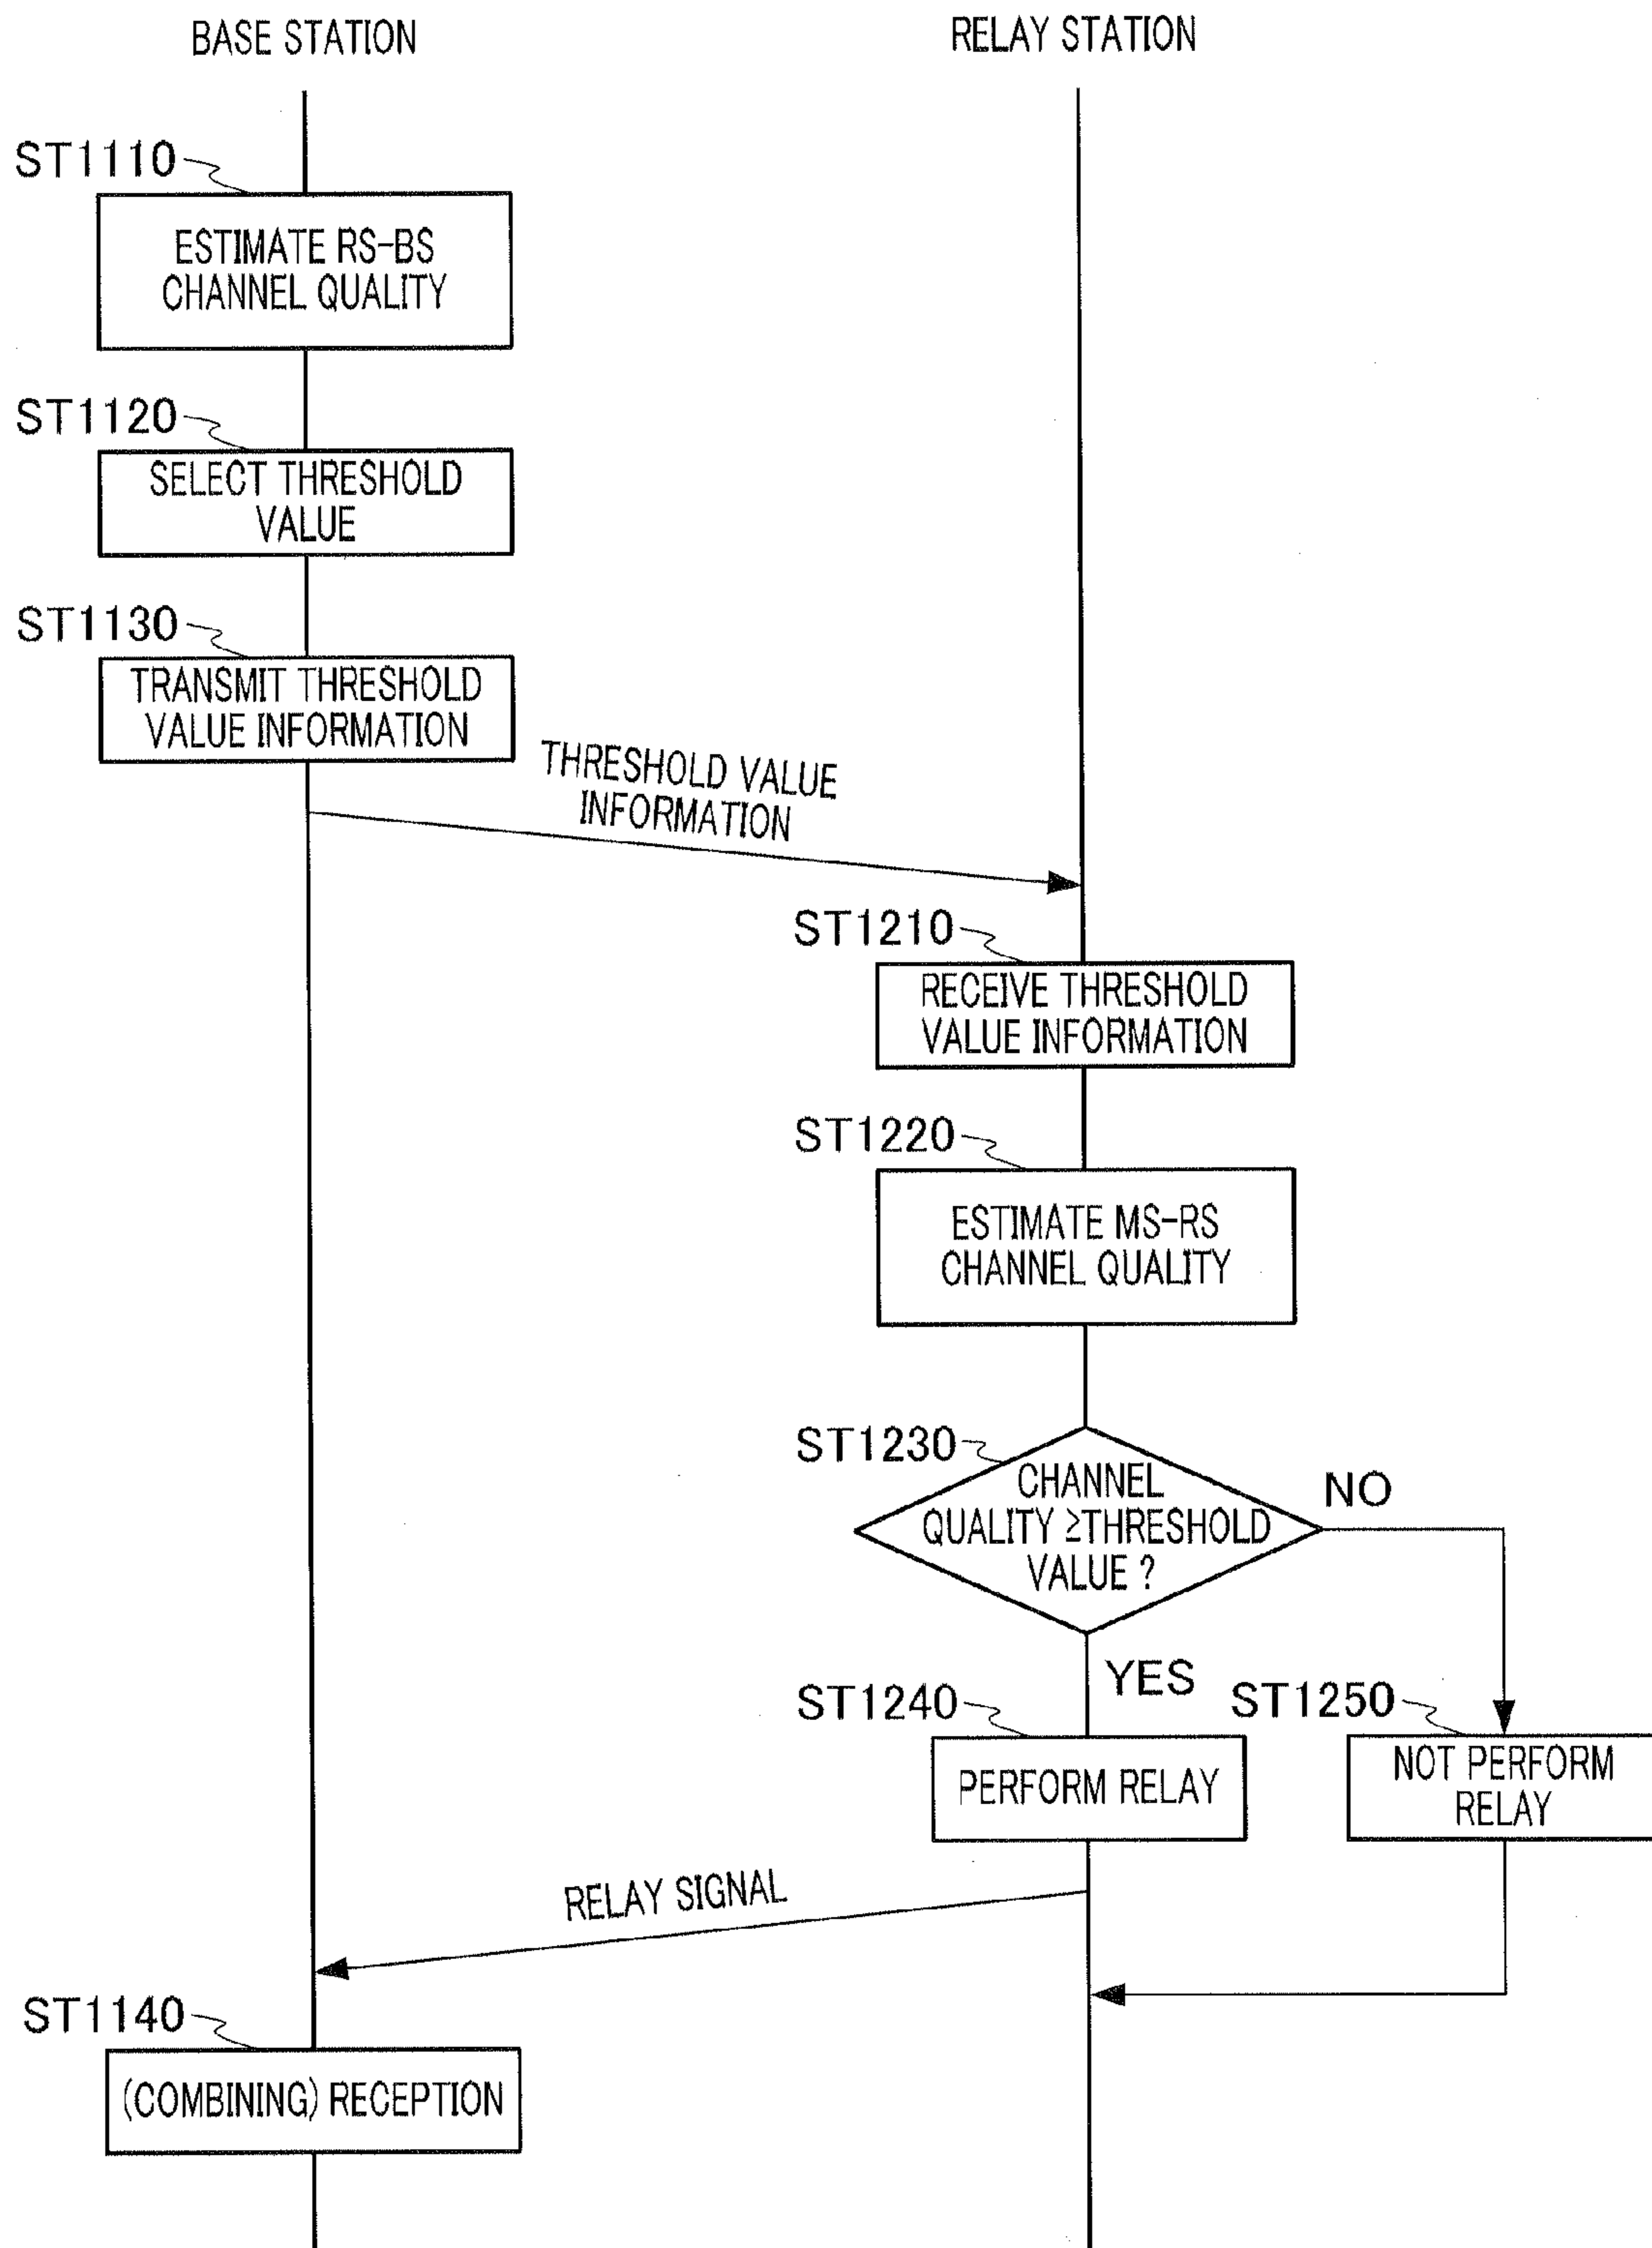 BASE STATION
RELAY STATION
ST1110
ESTIMATE RS-BS
CHANNEL QUALITY
ST1120
SELECT THRESHOLD
VALUE
ST1130
TRANSMIT THRESHOLD
VALUE INFORMATION
THRESHOLD VALUE
INFORMATION
ST1210
RECEIVE THRESHOLD
VALUE INFORMATION
ST1220
ESTIMATE MS-RS
CHANNEL QUALITY
ST1230
CHANNEL
QUALITY ≥THRESHOLD
VALUE ?
NO
YES
ST1240
PERFORM RELAY
ST1250
NOT PERFORM
RELAY
RELAY SIGNAL
ST1140
(COMBINING) RECEPTION